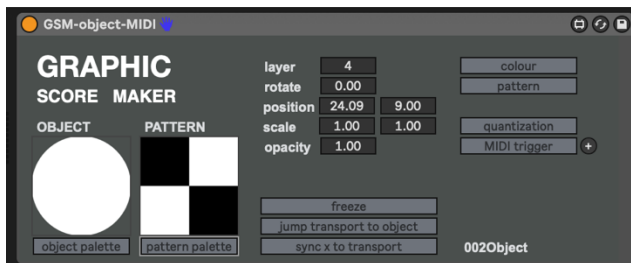 GSM-object-MIDI
GRAPHIC
SCORE MAKER
OBJECT PATTERN
object palette pattern palette
layer 4
rotate 0.00
position 24.09 9.00
scale 1.00 1.00
opacity 1.00
freeze
jump transport to object
sync x to transport
colour
pattern
quantization
MIDI trigger +
002Object